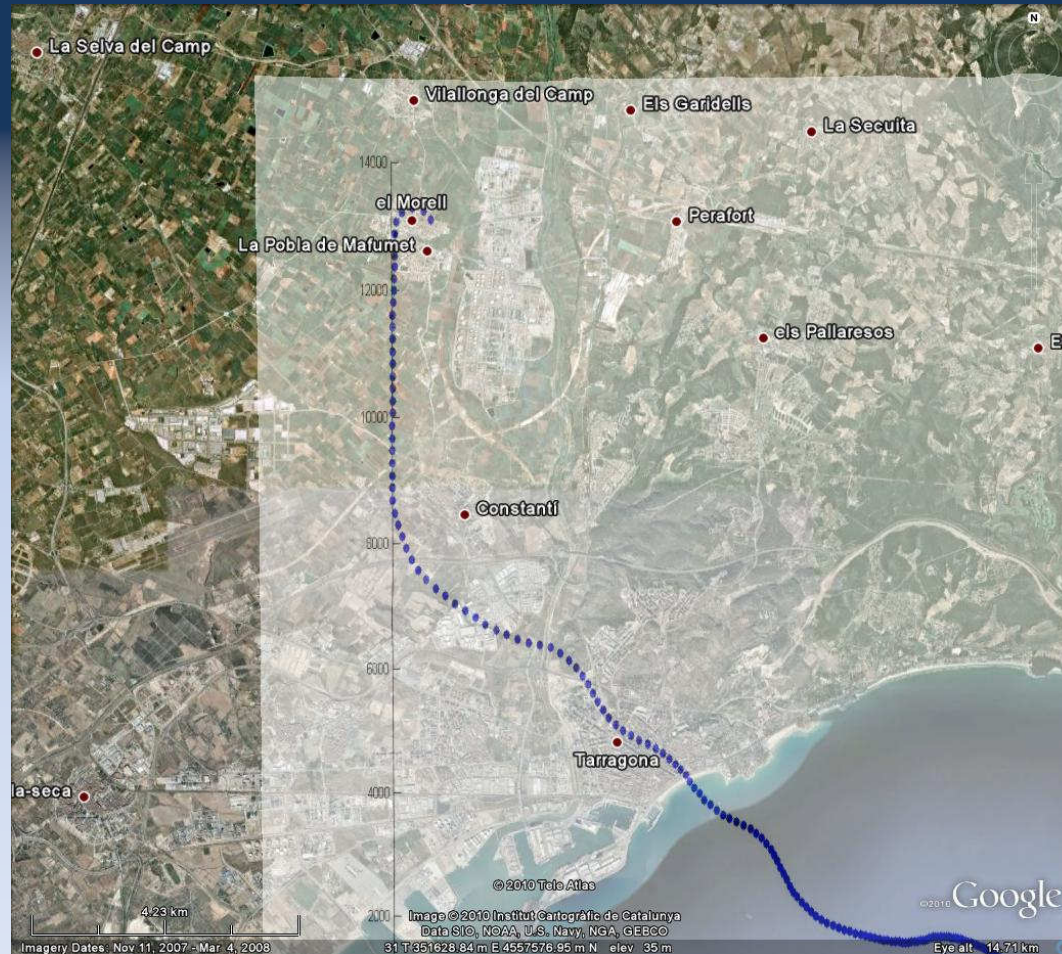 N
La Selva del Camp
Vilallonga del Camp
Els Garidells
La Secuita
14000
el Morell
Perafort
La Pobla de Mafumet
12000
els Pallaresos
E
10000
Constantí
8000
6000
Tarragona
la-seca
4000
© 2010 Tele Atlas
©2010 Google
4.23 km
Image © 2010 Institut Cartogràfic de Catalunya
2000
Data SIO, NOAA, U.S. Navy, NGA, GEBCO
Imagery Dates: Nov 11, 2007 - Mar 4, 2008
31 T 351628.84 m E 4557576.95 m N elev 35 m
Eye alt 14.71 km